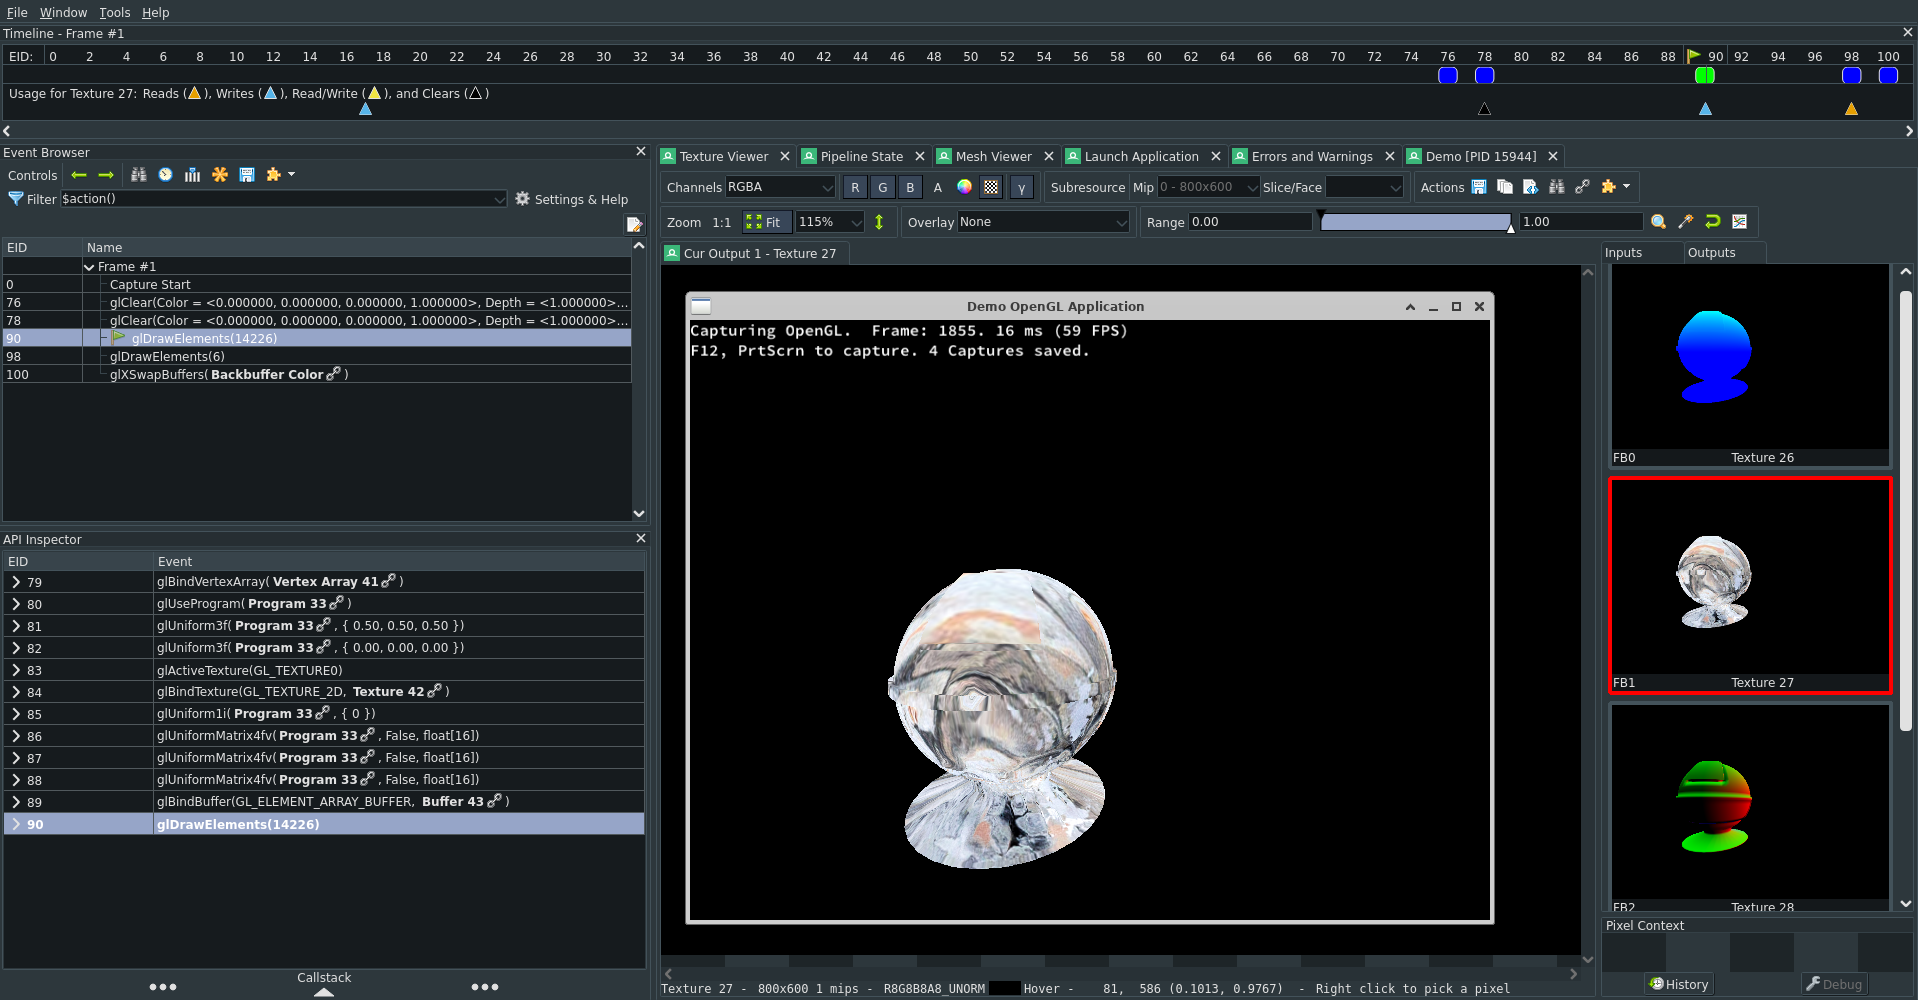 File Window Tools Help
Timeline - Frame #1
EID: 0 2 4 6 8 10 12 14 16 18 20 22 24 26 28 30 32 34 36 38 40 42 44 46 48 50 52 54 56 58 60 62 64 66 68 70 72 74 76 78 80 82 84 86 88 90 92 94 96 98 100
Usage for Texture 27: Reads ( ), Writes ( ), Read/Write ( ), and Clears ( )
Event Browser
Controls
Filter $action() Settings & Help
EID Name
Frame #1
0 Capture Start
76 glClear(Color = <0.000000, 0.000000, 0.000000, 1.000000>, Depth = <1.000000>...
78 glClear(Color = <0.000000, 0.000000, 0.000000, 1.000000>, Depth = <1.000000>...
90 glDrawElements(14226)
98 glDrawElements(6)
100 glXSwapBuffers( Backbuffer Color )
API Inspector
EID Event
79 glBindVertexArray( Vertex Array 41 )
80 glUseProgram( Program 33 )
81 glUniform3f( Program 33 , { 0.50, 0.50, 0.50 })
82 glUniform3f( Program 33 , { 0.00, 0.00, 0.00 })
83 glActiveTexture(GL_TEXTURE0)
84 glBindTexture(GL_TEXTURE_2D, Texture 42 )
85 glUniform1i( Program 33 , { 0 })
86 glUniformMatrix4fv( Program 33 , False, float[16])
87 glUniformMatrix4fv( Program 33 , False, float[16])
88 glUniformMatrix4fv( Program 33 , False, float[16])
89 glBindBuffer(GL_ELEMENT_ARRAY_BUFFER, Buffer 43 )
90 glDrawElements(14226)
Callstack
Texture Viewer Pipeline State Mesh Viewer Launch Application Errors and Warnings Demo [PID 15944]
Channels RGBA R G B A γ Subresource Mip 0 - 800x600 Slice/Face Actions
Zoom 1:1 Fit 115% Overlay None Range 0.00 1.00
Cur Output 1 - Texture 27
Demo OpenGL Application
Capturing OpenGL. Frame: 1855. 16 ms (59 FPS)
F12, PrtScrn to capture. 4 Captures saved.
Texture 27 - 800x600 1 mips - R8G8B8A8_UNORM Hover - 81, 586 (0.1013, 0.9767) - Right click to pick a pixel
Inputs Outputs
FB0 Texture 26
FB1 Texture 27
FB2 Texture 28
Pixel Context
History Debug